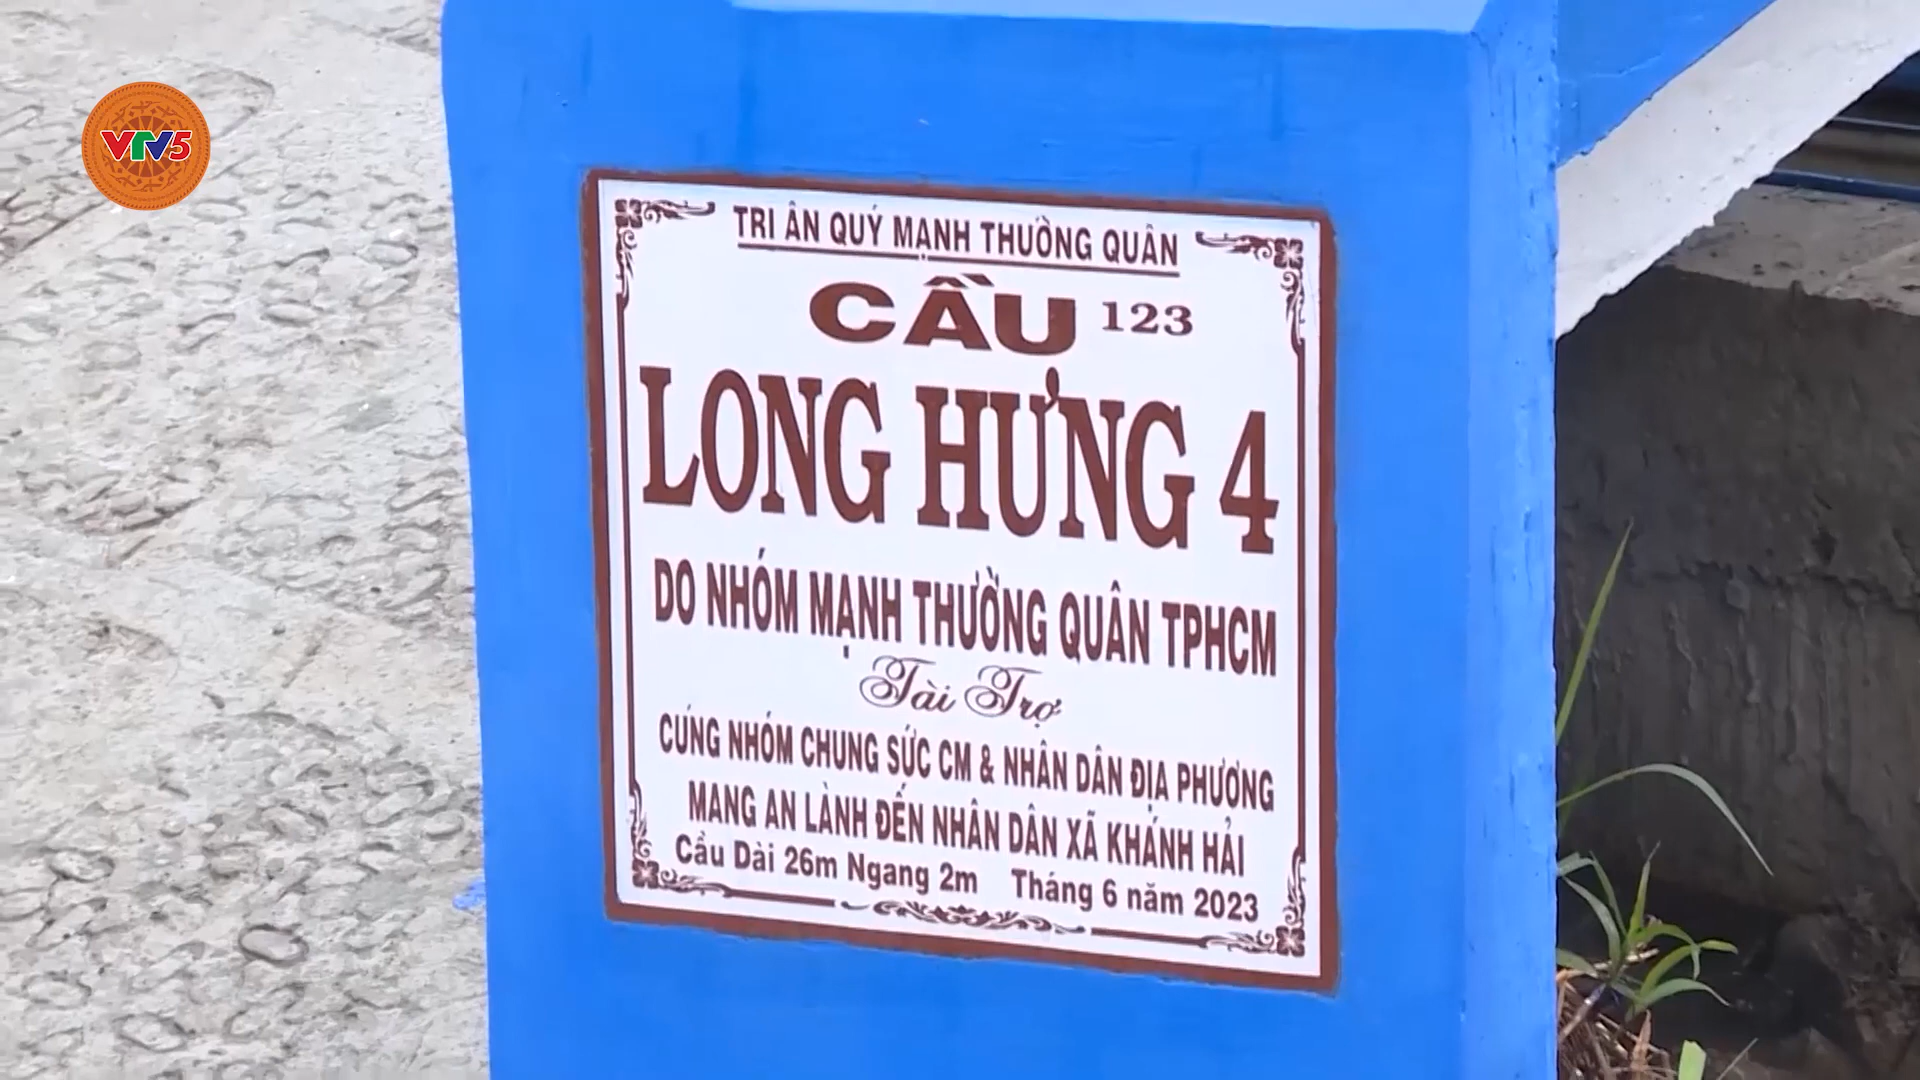 VTV5
TRI ÂN QUÝ MẠNH THƯỜNG QUÂN
CẦU 123
LONG HƯNG 4
DO NHÓM MẠNH THƯỜNG QUÂN TPHCM
Tài Trợ
CÙNG NHÓM CHUNG SỨC CM & NHÂN DÂN ĐỊA PHƯƠNG
MANG AN LÀNH ĐẾN NHÂN DÂN XÃ KHÁNH HẢI
Cầu Dài 26m Ngang 2m Tháng 6 năm 2023